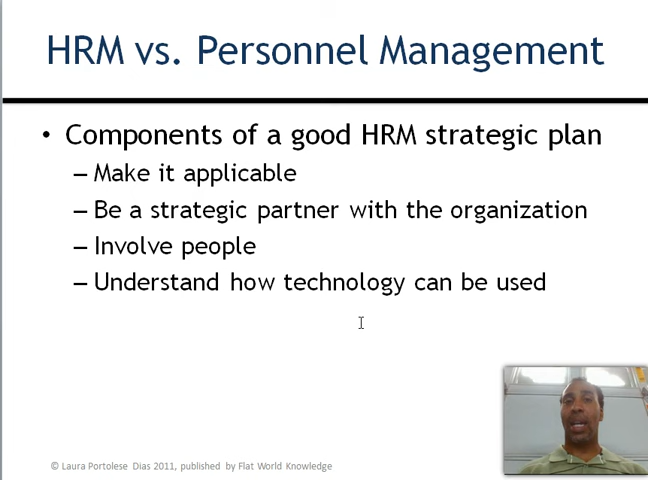 HRM vs. Personnel Management
• Components of a good HRM strategic plan
– Make it applicable
– Be a strategic partner with the organization
– Involve people
– Understand how technology can be used
© Laura Portolese Dias 2011, published by Flat World Knowledge